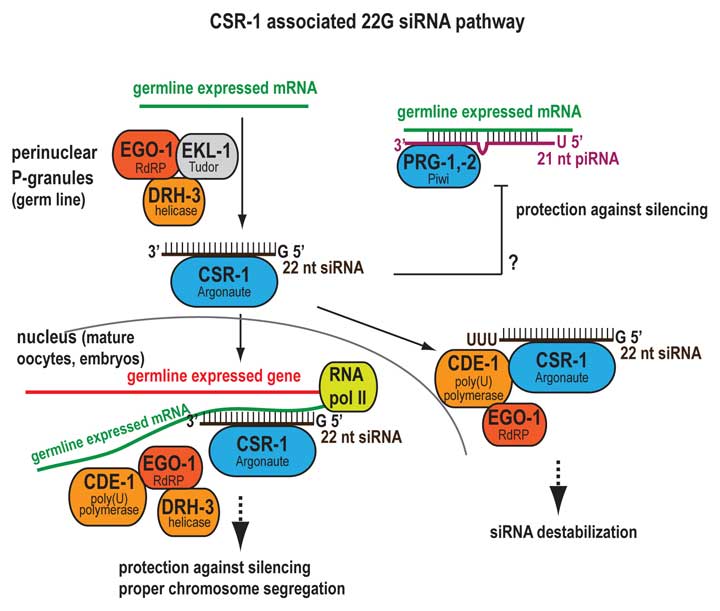 CSR-1 associated 22G siRNA pathway
germline expressed mRNA
perinuclear
P-granules
(germ line)
EGO-1
RdRP
EKL-1
Tudor
DRH-3
helicase
germline expressed mRNA
3’
U 5’
21 nt piRNA
PRG-1,-2
Piwi
protection against silencing
?
3’
G 5’
22 nt siRNA
CSR-1
Argonaute
nucleus (mature
oocytes, embryos)
germline expressed gene
RNA
pol II
germline expressed mRNA
3’
G 5’
22 nt siRNA
CSR-1
Argonaute
EGO-1
RdRP
CDE-1
poly(U)
polymerase
DRH-3
helicase
protection against silencing
proper chromosome segregation
UUU
G 5’
22 nt siRNA
CDE-1
poly(U)
polymerase
CSR-1
Argonaute
EGO-1
RdRP
siRNA destabilization